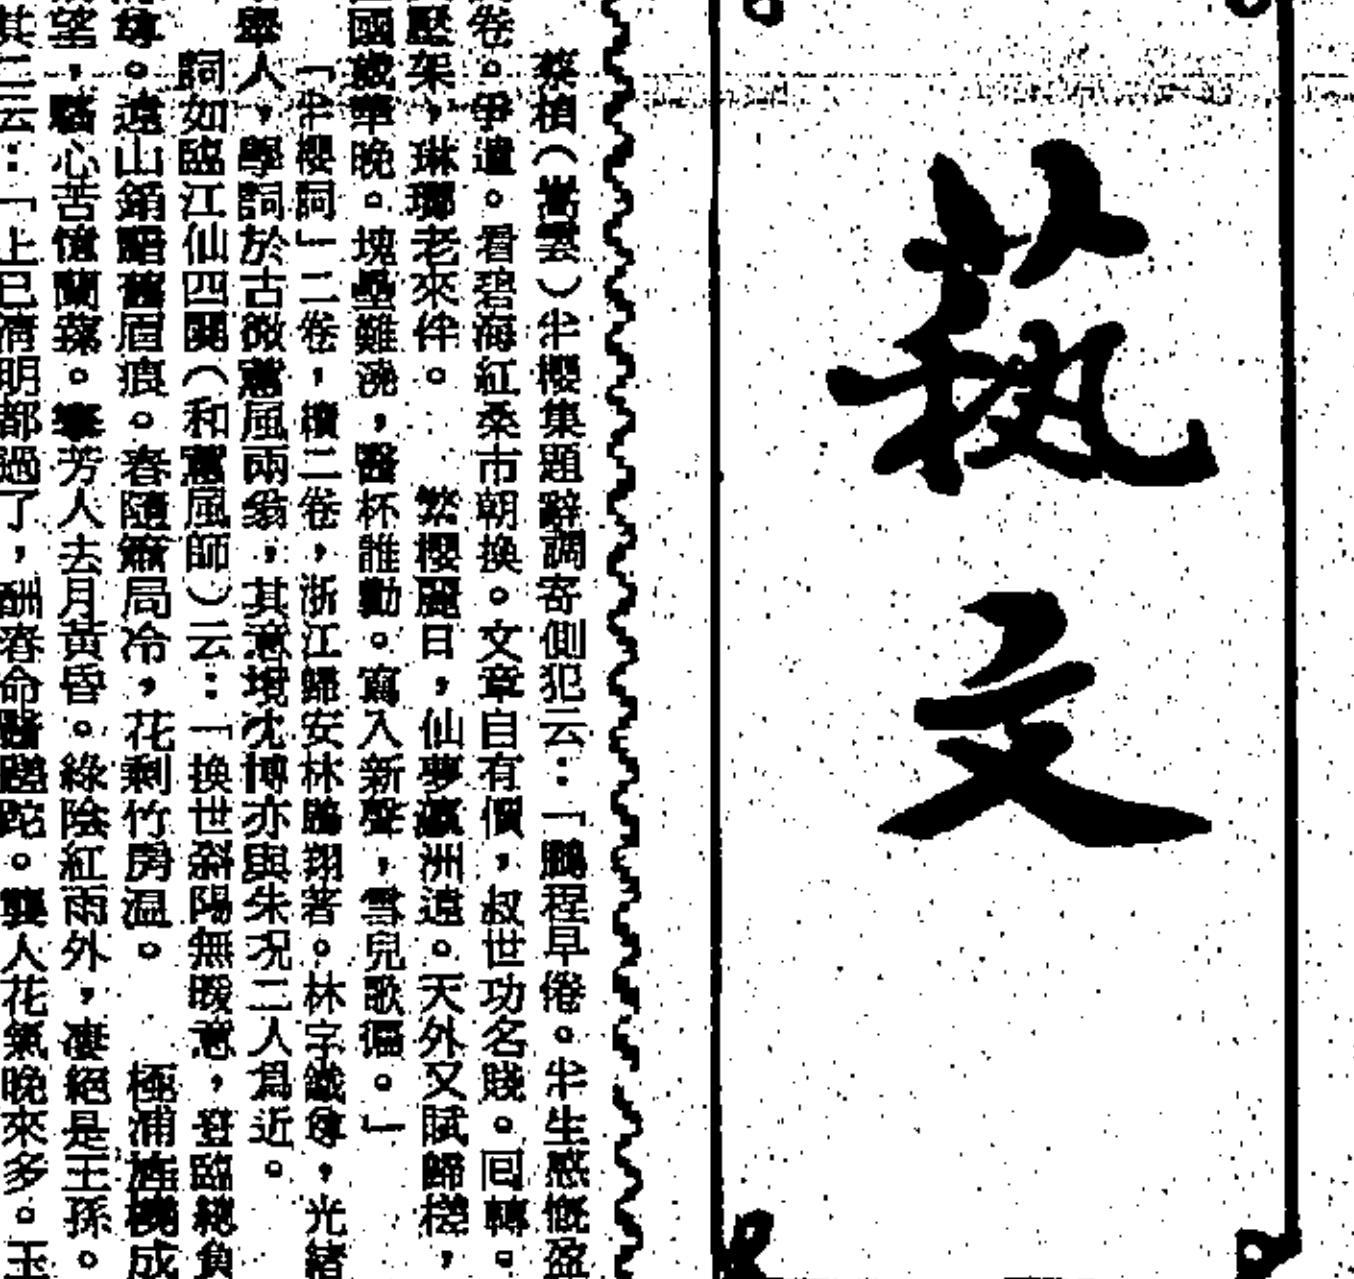 藝文
蔡楨（嵩雲）半櫻集題辭調寄側犯云：「鵬程早倦。半生感慨盈
卷。爭遣。看碧海紅桑市朝換。文章自有價，叔世功名賤。回轉。
壓架，琳瑯老來伴。　繁櫻麗日，仙夢瀛洲遠。天外又賦歸槎，
國歲華晚。塊壘難澆，醫杯誰勸。寫入新聲，雪兒歌徧。」
「半櫻詞」二卷，續二卷，浙江歸安林鵾翔著。林字鐵尊，光緒
舉人，學詞於古微蕙風兩翁，其意境沈博亦與朱況二人爲近。
詞如臨江仙四闋（和蕙風師）云：「換世斜陽無暖意，登臨總負
尊。遠山銷黯舊眉痕。春隨簾局冷，花剩竹房温。　極浦旌橈成
望，騷心苦憶蘭蓀。搴芳人去月黃昏。綠陰紅雨外，凄絕是王孫。
其二云：「上巳清明都過了，酬春命醫蹉跎。襲人花氣晚來多。玉